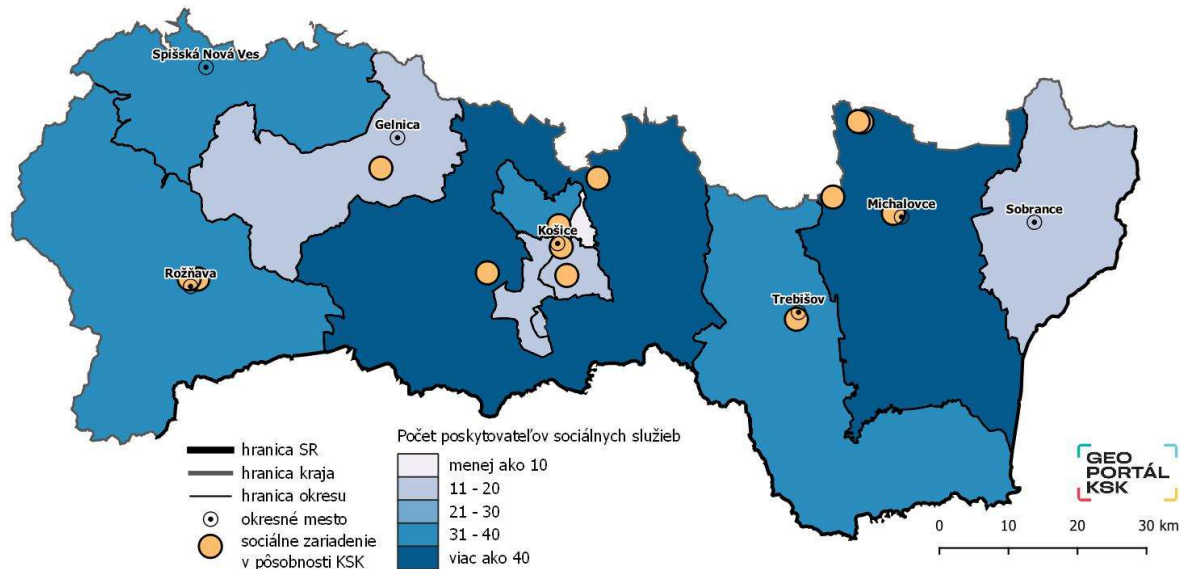 Spišská Nová Ves
Gelnica
Košice
Michalovce
Sobrance
Rožňava
Trebišov
hranica SR
hranica kraja
hranica okresu
okresné mesto
sociálne zariadenie
v pôsobnosti KSK
Počet poskytovateľov sociálnych služieb
menej ako 10
11 - 20
21 - 30
31 - 40
viac ako 40
GEO
PORTÁL
KSK
0 10 20 30 km